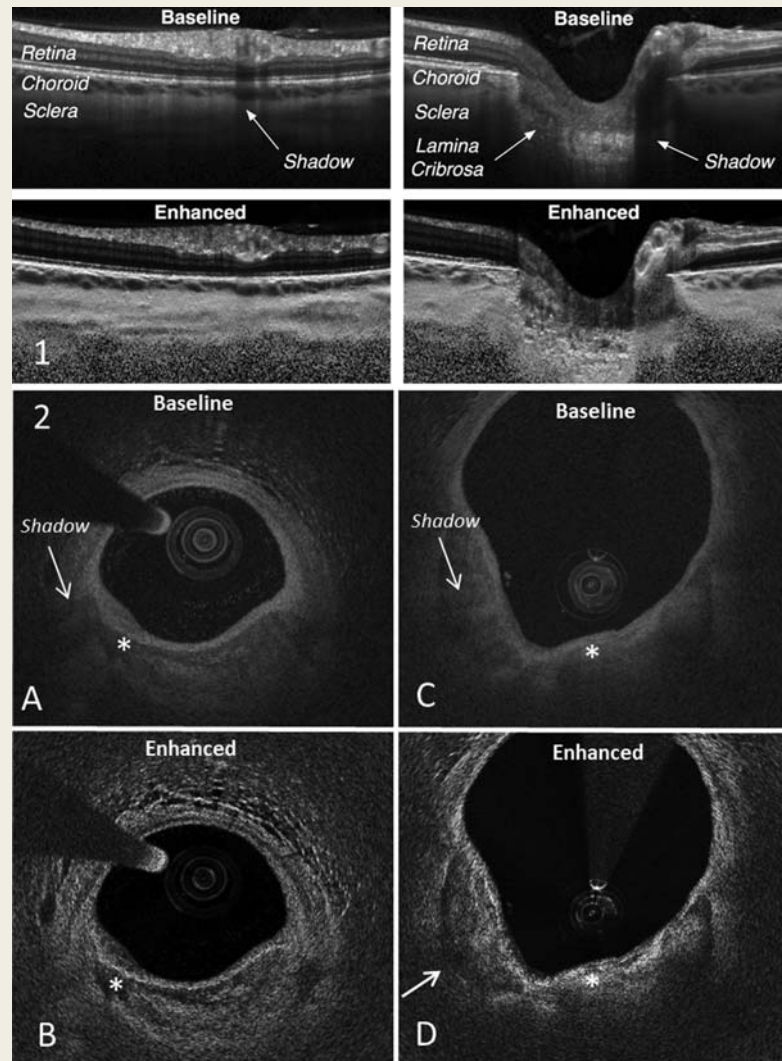 Baseline
Retina
Choroid
Sclera
Shadow
Baseline
Retina
Choroid
Sclera
Lamina
Cribrosa
Shadow
Enhanced
1
Enhanced
2
Baseline
Shadow
*
A
Baseline
Shadow
*
C
Enhanced
*
B
Enhanced
*
D